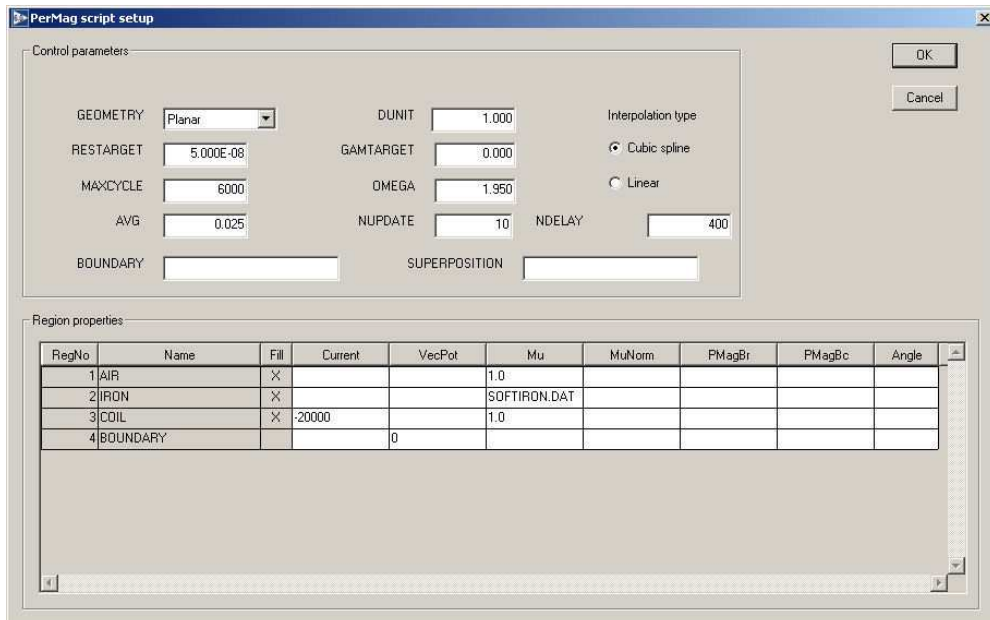 PerMag script setup
Control parameters
OK
Cancel
GEOMETRY Planar DUNIT 1.000 Interpolation type
RESTARGET 5.000E-08 GAMTARGET 0.000 Cubic spline
MAXCYCLE 6000 OMEGA 1.950 Linear
AVG 0.025 NUPDATE 10 NDELAY 400
BOUNDARY SUPERPOSITION
Region properties
RegNo Name Fill Current VecPot Mu MuNorm PMagBr PMagBc Angle
1 AIR X 1.0
2 IRON X SOFTIRON.DAT
3 COIL X -20000 1.0
4 BOUNDARY 0